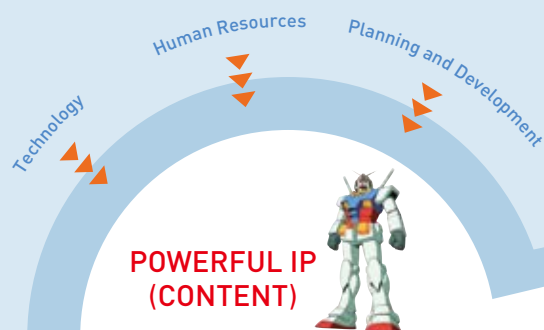 Technology
Human Resources
Planning and Development
POWERFUL IP
(CONTENT)